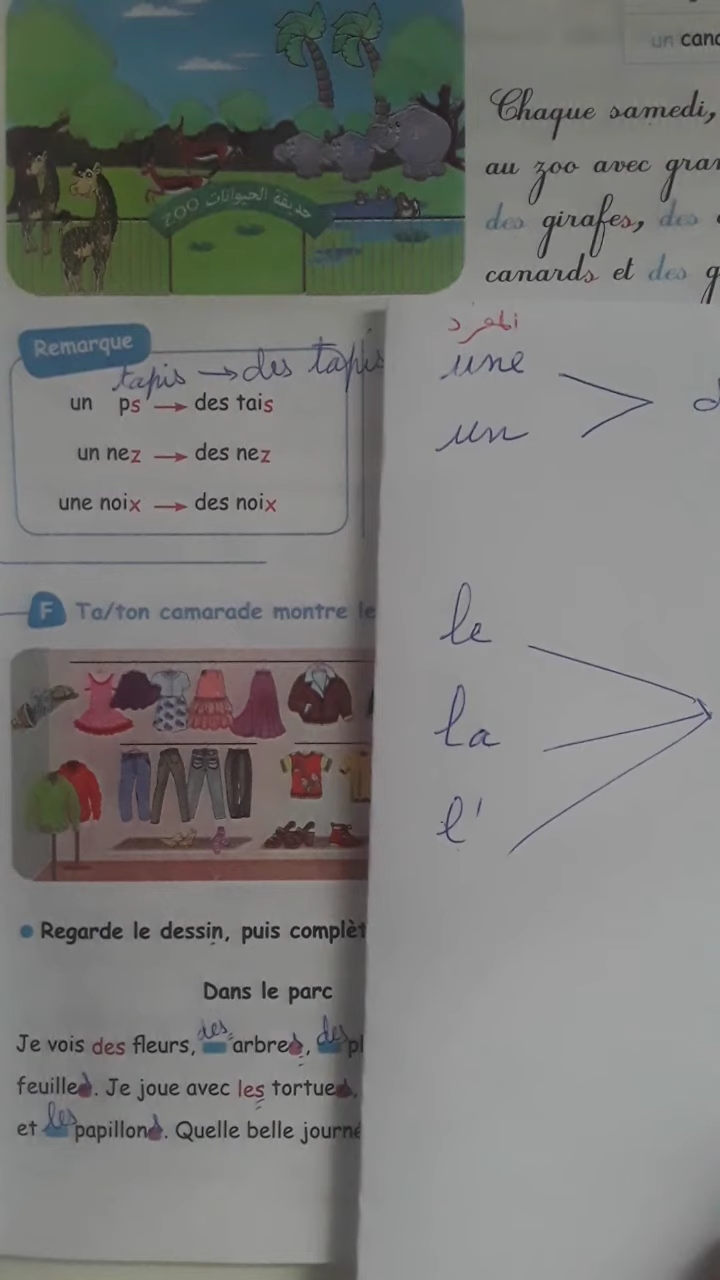 un can
Chaque samedi,
au zoo avec gran
des girafes, des
canards et des g
ZOO حديقة الحيوانات
Remarque
tapis → des tapis
un ps → des tais
un nez → des nez
une noix → des noix
المفرد
une
un
d
le
la
l'
F Ta/ton camarade montre le
Regarde le dessin, puis complèt
Dans le parc
Je vois des fleurs, des arbres, des pl
feuilles. Je joue avec les tortues,
et les papillons. Quelle belle journé